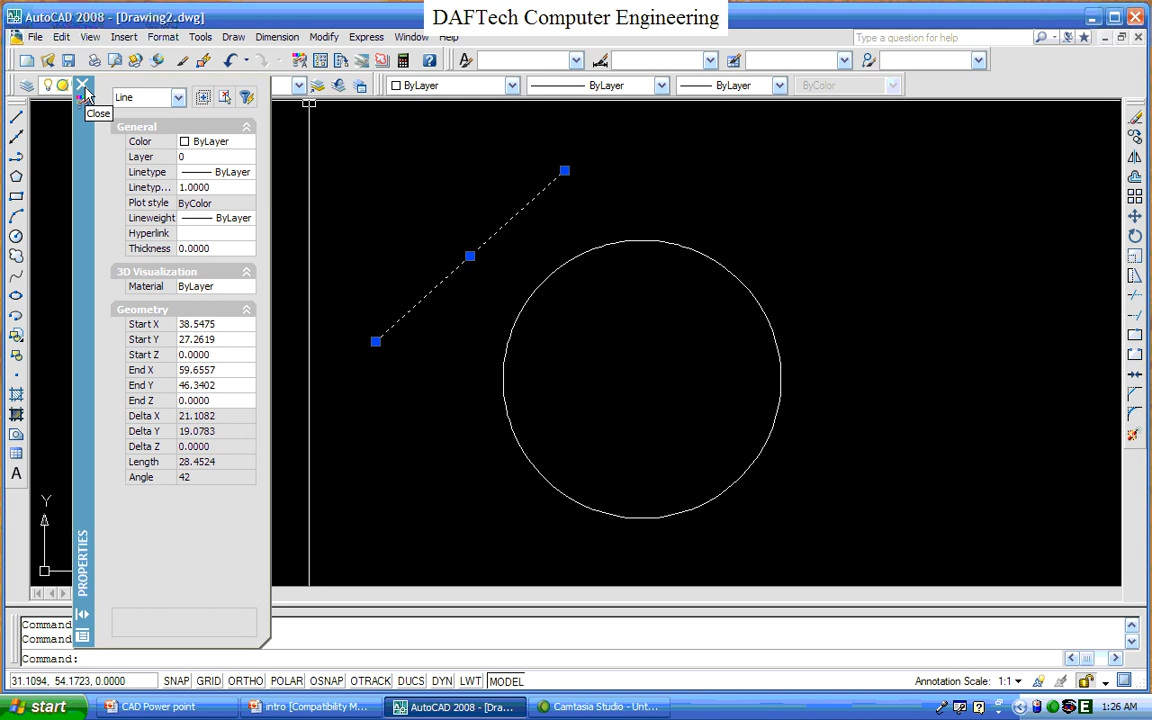 AutoCAD 2008 - [Drawing2.dwg]
DAFTech Computer Engineering
File Edit View Insert Format Tools Draw Dimension Modify Express Window Help
Type a question for help
ByLayer ByLayer ByLayer ByColor
Close
Line
General
Color ByLayer
Layer 0
Linetype ByLayer
Linetyp... 1.0000
Plot style ByColor
Lineweight ByLayer
Hyperlink
Thickness 0.0000
3D Visualization
Material ByLayer
Geometry
Start X 38.5475
Start Y 27.2619
Start Z 0.0000
End X 59.6557
End Y 46.3402
End Z 0.0000
Delta X 21.1082
Delta Y 19.0783
Delta Z 0.0000
Length 28.4524
Angle 42
PROPERTIES
A
Y
Command
Command
Command:
31.1094, 54.1723, 0.0000 SNAP GRID ORTHO POLAR OSNAP OTRACK DUCS DYN LWT MODEL Annotation Scale: 1:1
start CAD Power point intro [Compatibility M... AutoCAD 2008 - [Dra... Camtasia Studio - Unt... 1:26 AM